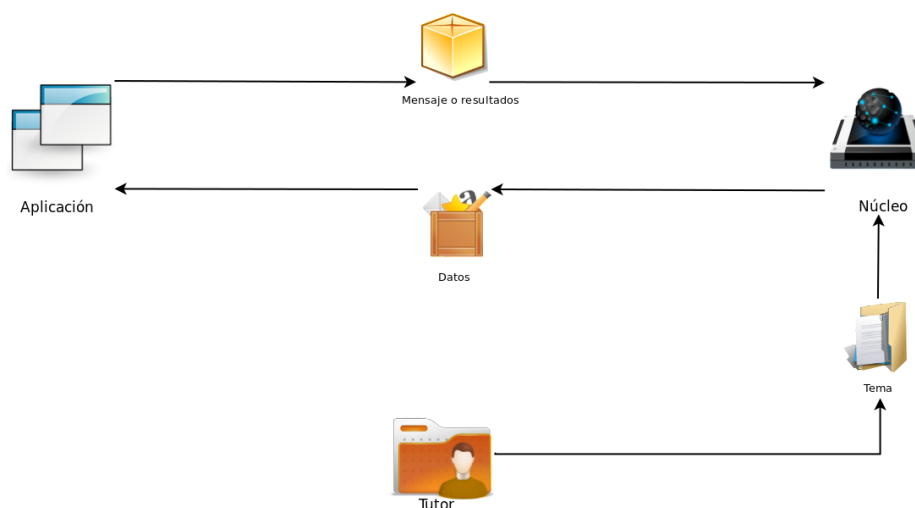 Mensaje o resultados
Aplicación
Núcleo
Datos
Tema
Tutor